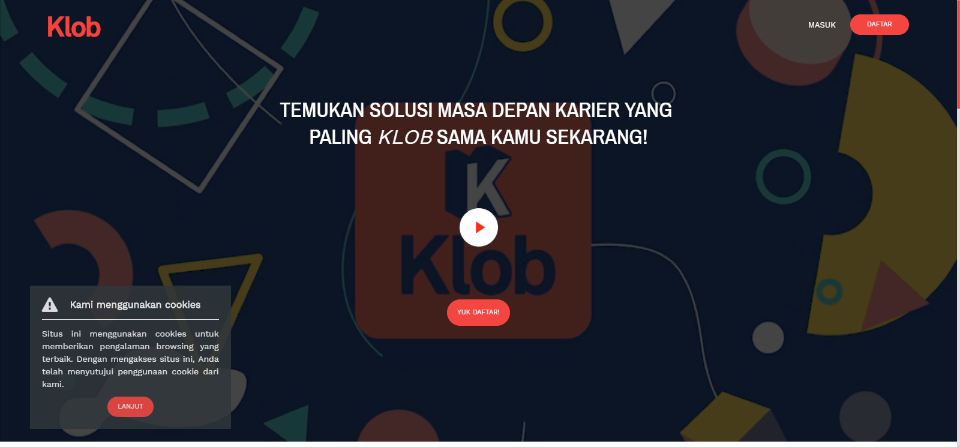 Klob
MASUK
DAFTAR
TEMUKAN SOLUSI MASA DEPAN KARIER YANG
PALING KLOB SAMA KAMU SEKARANG!
K
Klob
YUK DAFTAR!
Kami menggunakan cookies
Situs ini menggunakan cookies untuk
memberikan pengalaman browsing yang
terbaik. Dengan mengakses situs ini, Anda
telah menyutujui penggunaan cookie dari
kami.
LANJUT